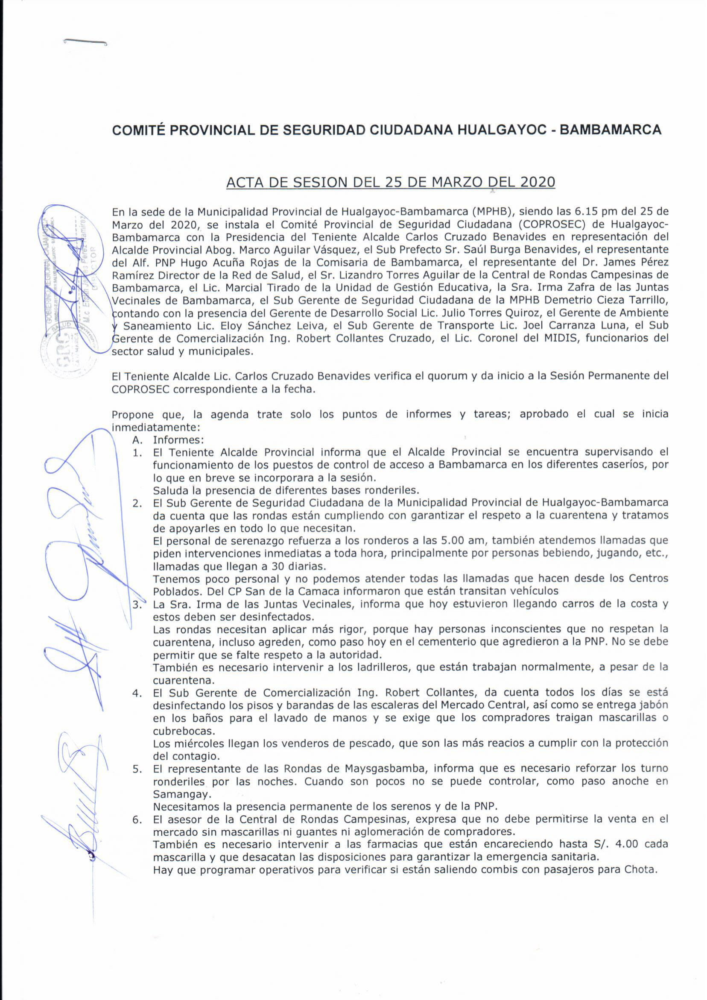 COMITÉ PROVINCIAL DE SEGURIDAD CIUDADANA HUALGAYOC - BAMBAMARCA
ACTA DE SESION DEL 25 DE MARZO DEL 2020
En la sede de la Municipalidad Provincial de Hualgayoc-Bambamarca (MPHB), siendo las 6.15 pm del 25 de
Marzo del 2020, se instala el Comité Provincial de Seguridad Ciudadana (COPROSEC) de Hualgayoc-
Bambamarca con la Presidencia del Teniente Alcalde Carlos Cruzado Benavides en representación del
Alcalde Provincial Abog. Marco Aguilar Vásquez, el Sub Prefecto Sr. Saúl Burga Benavides, el representante
del Alf. PNP Hugo Acuña Rojas de la Comisaria de Bambamarca, el representante del Dr. James Pérez
Ramírez Director de la Red de Salud, el Sr. Lizandro Torres Aguilar de la Central de Rondas Campesinas de
Bambamarca, el Lic. Marcial Tirado de la Unidad de Gestión Educativa, la Sra. Irma Zafra de las Juntas
Vecinales de Bambamarca, el Sub Gerente de Seguridad Ciudadana de la MPHB Demetrio Cieza Tarrillo,
contando con la presencia del Gerente de Desarrollo Social Lic. Julio Torres Quiroz, el Gerente de Ambiente
y Saneamiento Lic. Eloy Sánchez Leiva, el Sub Gerente de Transporte Lic. Joel Carranza Luna, el Sub
Gerente de Comercialización Ing. Robert Collantes Cruzado, el Lic. Coronel del MIDIS, funcionarios del
sector salud y municipales.
El Teniente Alcalde Lic. Carlos Cruzado Benavides verifica el quorum y da inicio a la Sesión Permanente del
COPROSEC correspondiente a la fecha.
Propone que, la agenda trate solo los puntos de informes y tareas; aprobado el cual se inicia
inmediatamente:
A. Informes:
1. El Teniente Alcalde Provincial informa que el Alcalde Provincial se encuentra supervisando el
funcionamiento de los puestos de control de acceso a Bambamarca en los diferentes caseríos, por
lo que en breve se incorporara a la sesión.
Saluda la presencia de diferentes bases ronderiles.
2. El Sub Gerente de Seguridad Ciudadana de la Municipalidad Provincial de Hualgayoc-Bambamarca
da cuenta que las rondas están cumpliendo con garantizar el respeto a la cuarentena y tratamos
de apoyarles en todo lo que necesitan.
El personal de serenazgo refuerza a los ronderos a las 5.00 am, también atendemos llamadas que
piden intervenciones inmediatas a toda hora, principalmente por personas bebiendo, jugando, etc.,
llamadas que llegan a 30 diarias.
Tenemos poco personal y no podemos atender todas las llamadas que hacen desde los Centros
Poblados. Del CP San de la Camaca informaron que están transitan vehículos
3. La Sra. Irma de las Juntas Vecinales, informa que hoy estuvieron llegando carros de la costa y
estos deben ser desinfectados.
Las rondas necesitan aplicar más rigor, porque hay personas inconscientes que no respetan la
cuarentena, incluso agreden, como paso hoy en el cementerio que agredieron a la PNP. No se debe
permitir que se falte respeto a la autoridad.
También es necesario intervenir a los ladrilleros, que están trabajan normalmente, a pesar de la
cuarentena.
4. El Sub Gerente de Comercialización Ing. Robert Collantes, da cuenta todos los días se está
desinfectando los pisos y barandas de las escaleras del Mercado Central, así como se entrega jabón
en los baños para el lavado de manos y se exige que los compradores traigan mascarillas o
cubrebocas.
Los miércoles llegan los venderos de pescado, que son las más reacios a cumplir con la protección
del contagio.
5. El representante de las Rondas de Maysgasbamba, informa que es necesario reforzar los turno
ronderiles por las noches. Cuando son pocos no se puede controlar, como paso anoche en
Samangay.
Necesitamos la presencia permanente de los serenos y de la PNP.
6. El asesor de la Central de Rondas Campesinas, expresa que no debe permitirse la venta en el
mercado sin mascarillas ni guantes ni aglomeración de compradores.
También es necesario intervenir a las farmacias que están encareciendo hasta S/. 4.00 cada
mascarilla y que desacatan las disposiciones para garantizar la emergencia sanitaria.
Hay que programar operativos para verificar si están saliendo combis con pasajeros para Chota.
GOBIERNO REGIONAL CAJAMARCA
Pérez Ramírez
DIRECTOR